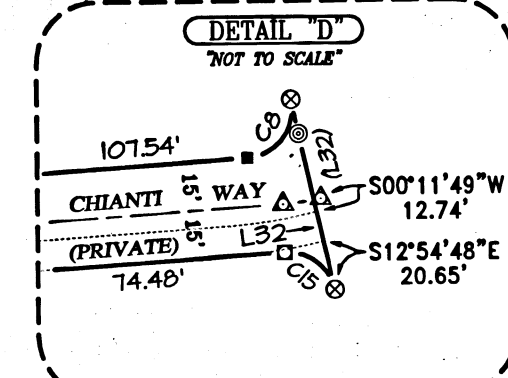 DETAIL "D"
"NOT TO SCALE"
C8
107.54'
(L32)
CHIANTI 15' WAY
S00°11'49"W
12.74'
(PRIVATE) 15' L32
S12°54'48"E
20.65'
74.48'
C15